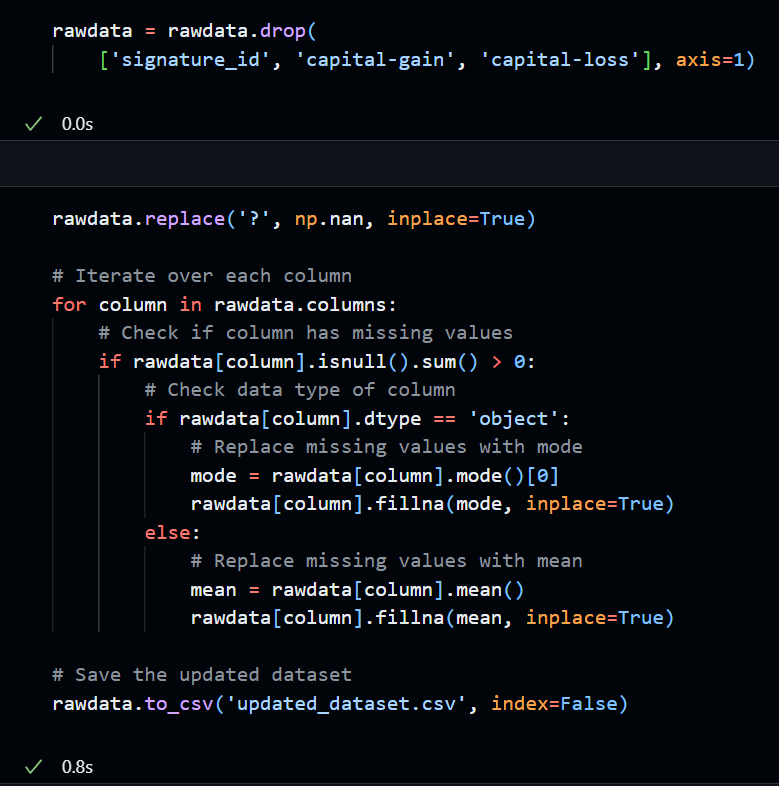 rawdata = rawdata.drop(
    ['signature_id', 'capital-gain', 'capital-loss'], axis=1)
0.0s
rawdata.replace('?', np.nan, inplace=True)
# Iterate over each column
for column in rawdata.columns:
    # Check if column has missing values
    if rawdata[column].isnull().sum() > 0:
        # Check data type of column
        if rawdata[column].dtype == 'object':
            # Replace missing values with mode
            mode = rawdata[column].mode()[0]
            rawdata[column].fillna(mode, inplace=True)
        else:
            # Replace missing values with mean
            mean = rawdata[column].mean()
            rawdata[column].fillna(mean, inplace=True)
# Save the updated dataset
rawdata.to_csv('updated_dataset.csv', index=False)
0.8s